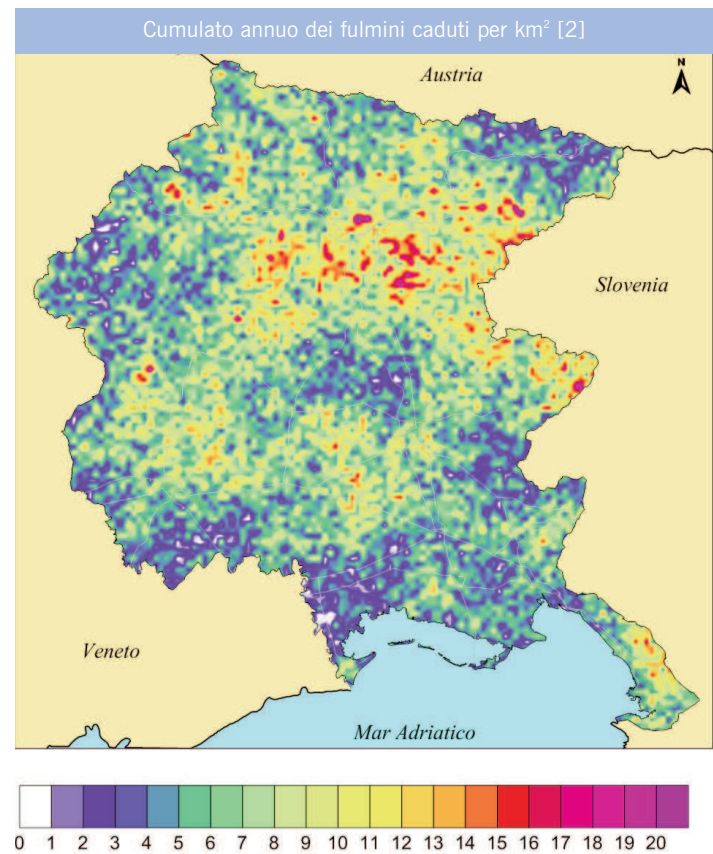 Cumulato annuo dei fulmini caduti per km² [2]
Austria
N
Slovenia
Veneto
Mar Adriatico
0 1 2 3 4 5 6 7 8 9 10 11 12 13 14 15 16 17 18 19 20